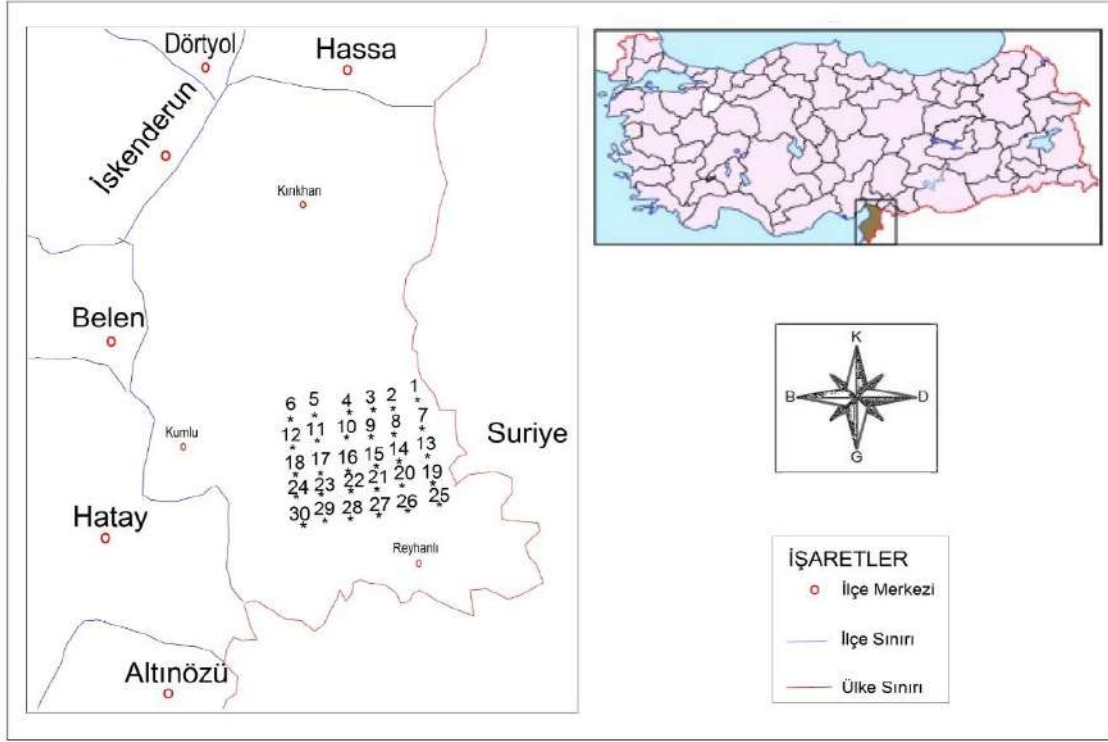 Dörtyol
Hassa
İskenderun
Kırıkhan
Belen
1
2
3
4
5
6
7
8
9
10
11
12
13
14
15
16
17
18
19
20
21
22
23
24
25
26
27
28
29
30
Suriye
Kumlu
Hatay
Reyhanlı
Altınözü
K
B
D
G
İŞARETLER
İlçe Merkezi
İlçe Sınırı
Ülke Sınırı